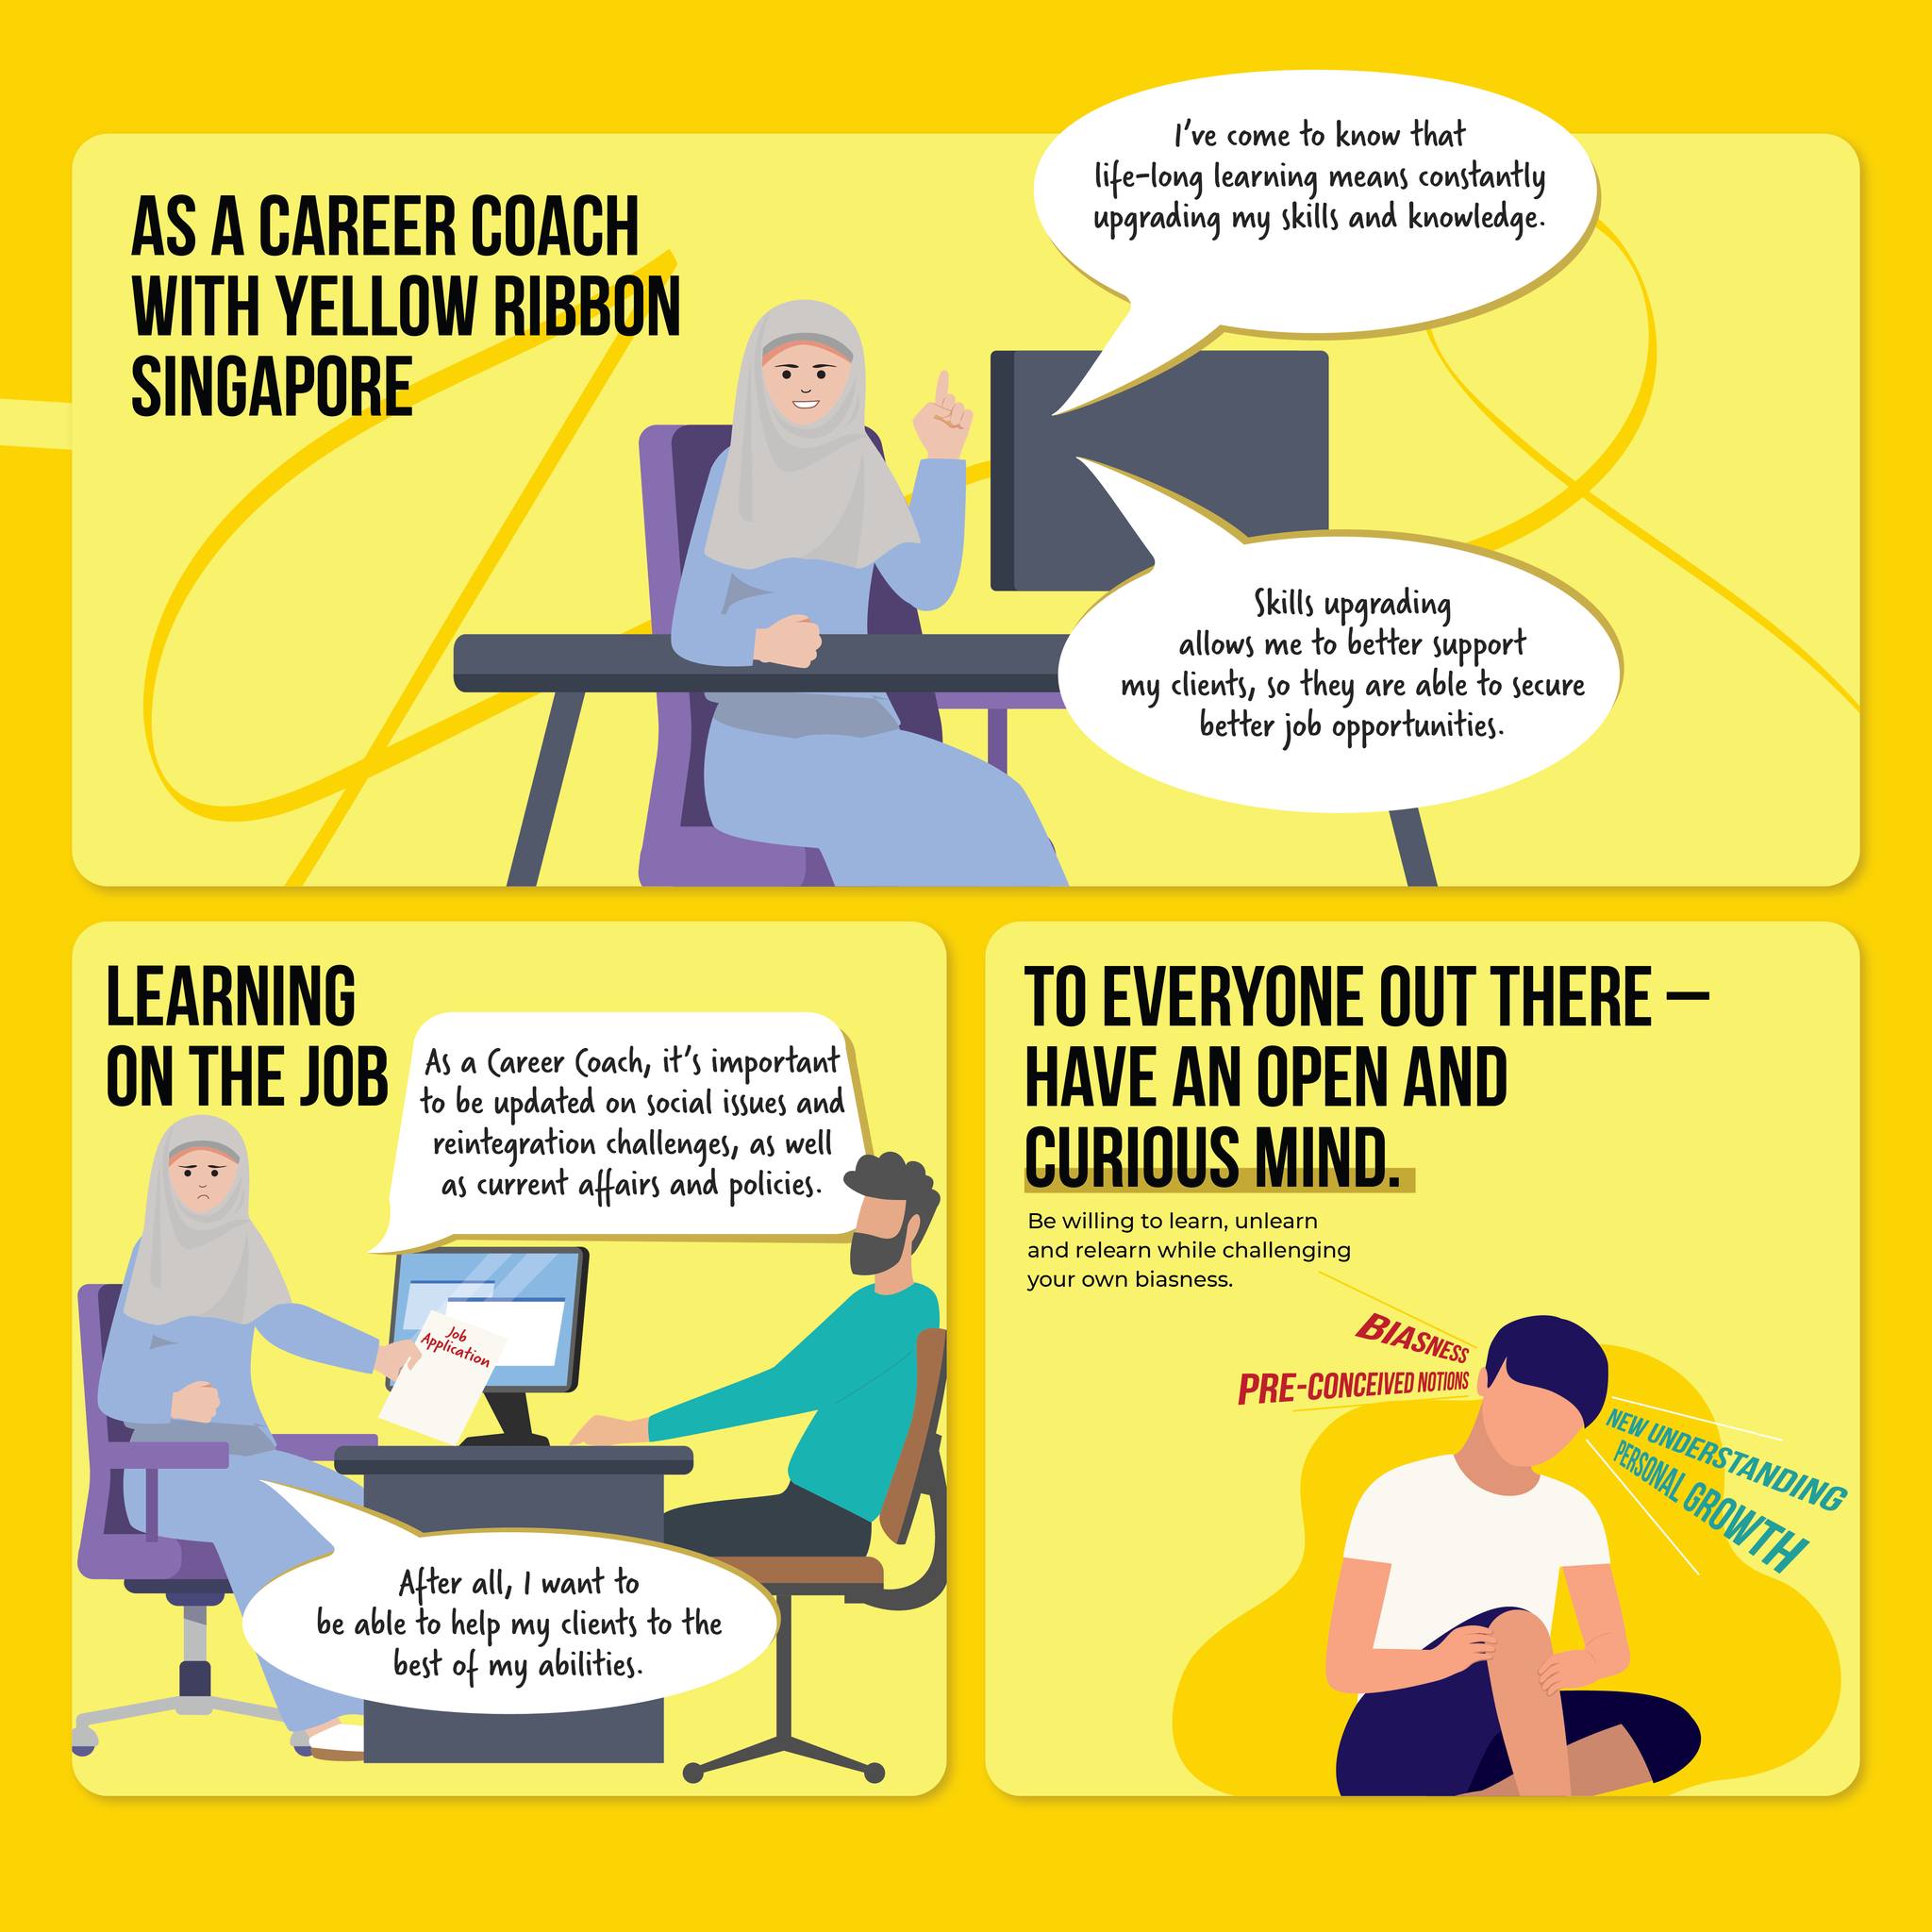 AS A CAREER COACH
WITH YELLOW RIBBON
SINGAPORE
I've come to know that
life-long learning means constantly
upgrading my skills and knowledge.
Skills upgrading
allows me to better support
my clients, so they are able to secure
better job opportunities.
LEARNING
ON THE JOB
As a Career Coach, it's important
to be updated on social issues and
reintegration challenges, as well
as current affairs and policies.
Job
Application
After all, I want to
be able to help my clients to the
best of my abilities.
TO EVERYONE OUT THERE —
HAVE AN OPEN AND
CURIOUS MIND.
Be willing to learn, unlearn
and relearn while challenging
your own biasness.
BIASNESS
PRE-CONCEIVED NOTIONS
NEW UNDERSTANDING
PERSONAL GROWTH